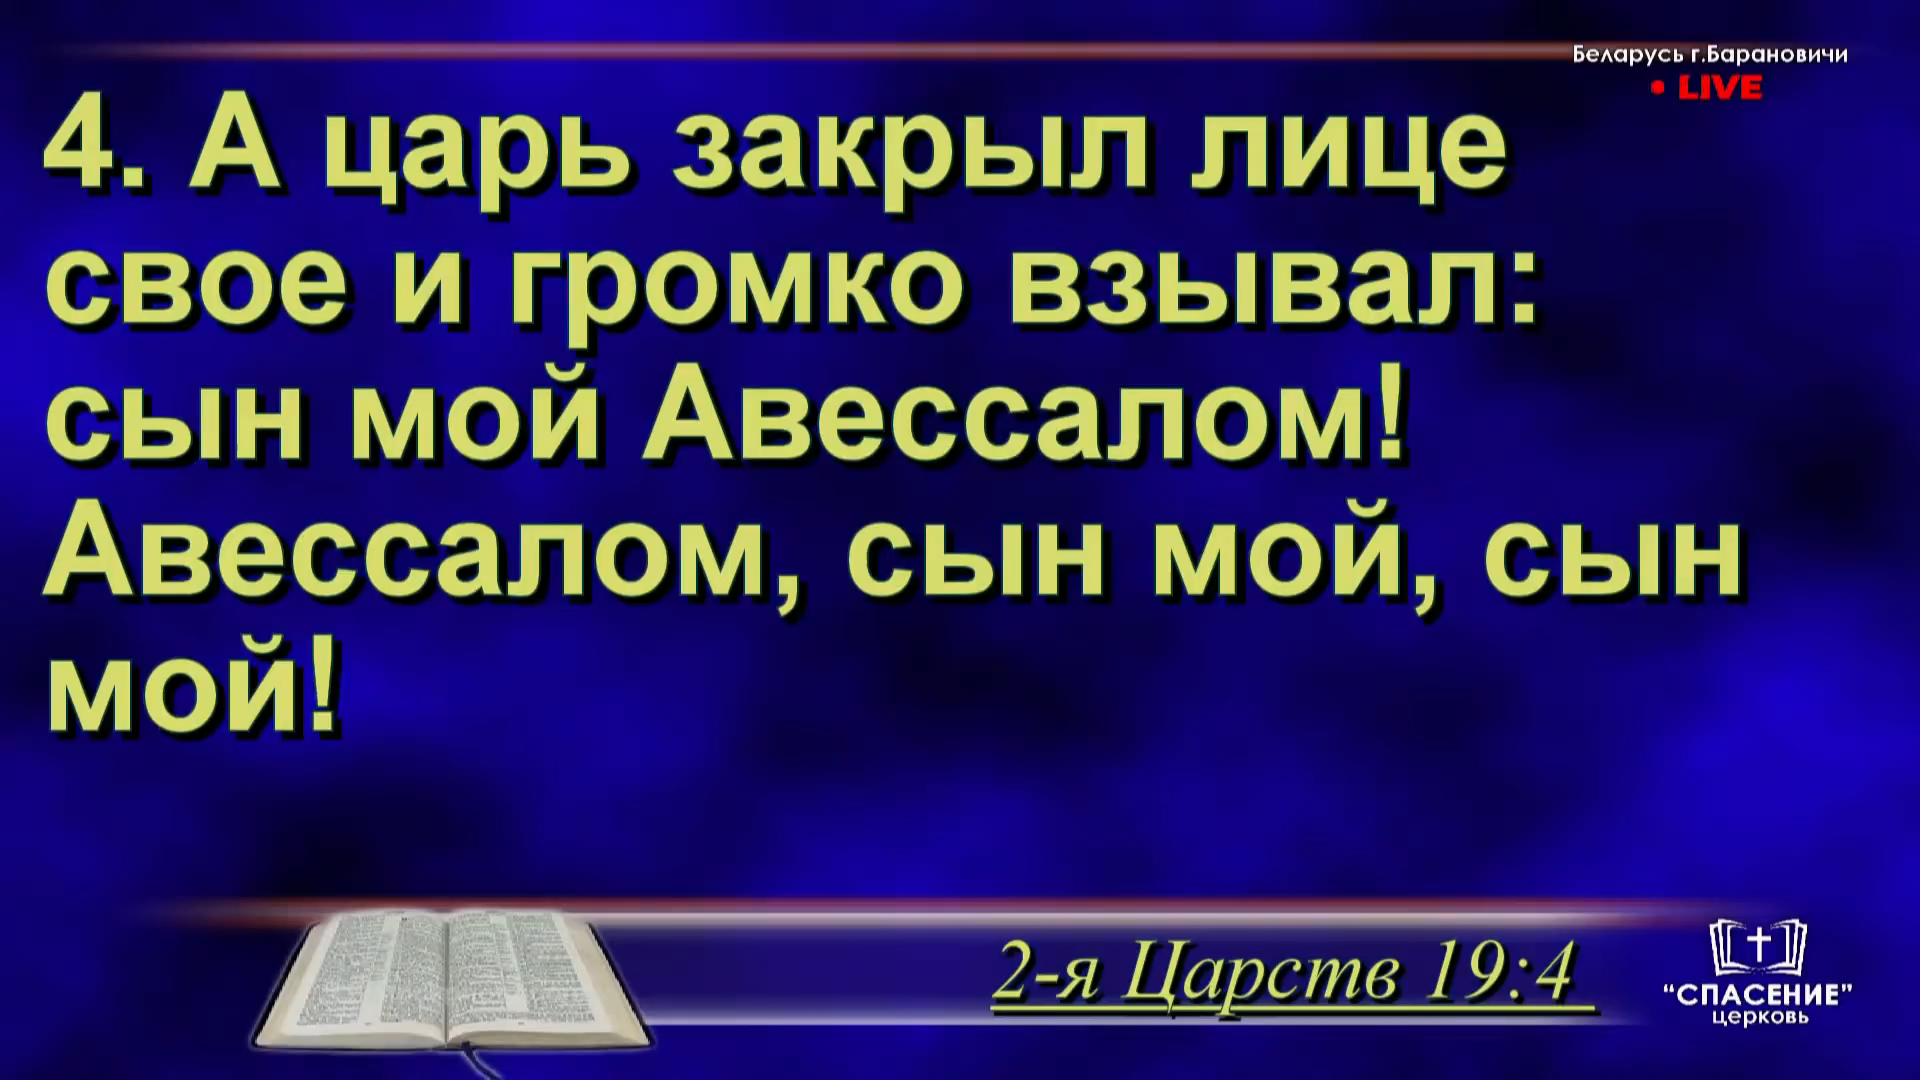 Беларусь г.Барановичи
• LIVE
4. А царь закрыл лице
свое и громко взывал:
сын мой Авессалом!
Авессалом, сын мой, сын
мой!
2-я Царств 19:4
“СПАСЕНИЕ”
церковь